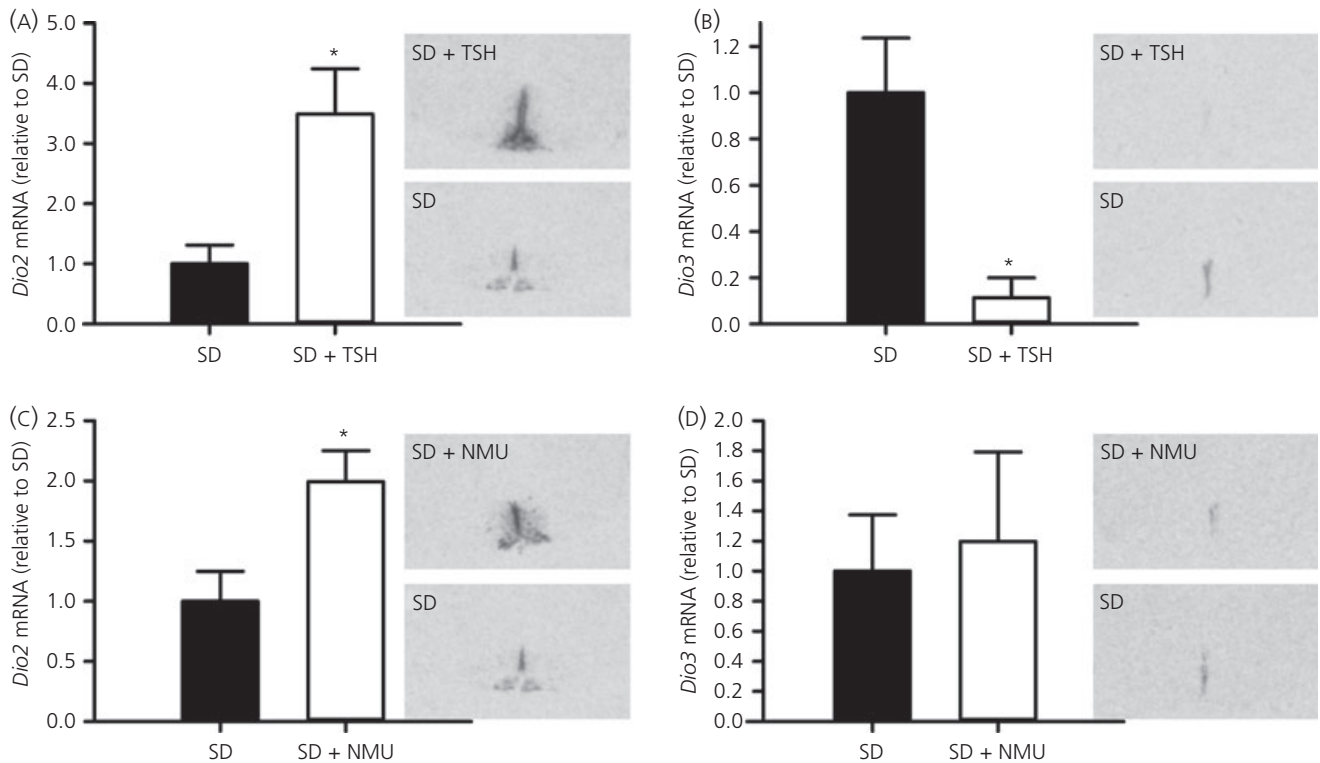 (A)
Dio2 mRNA (relative to SD)
5.0
4.0
3.0
2.0
1.0
0.0
*
SD
SD + TSH
SD + TSH
SD
(B)
Dio3 mRNA (relative to SD)
1.2
1.0
0.8
0.6
0.4
0.2
0.0
*
SD
SD + TSH
SD + TSH
SD
(C)
Dio2 mRNA (relative to SD)
2.5
2.0
1.5
1.0
0.5
0.0
*
SD
SD + NMU
SD + NMU
SD
(D)
Dio3 mRNA (relative to SD)
2.0
1.8
1.6
1.4
1.2
1.0
0.8
0.6
0.4
0.2
0.0
SD
SD + NMU
SD + NMU
SD